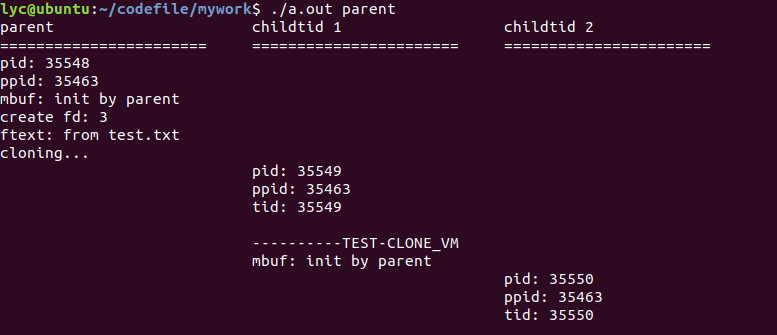 lyc@ubuntu:~/codefile/mywork$ ./a.out parent
parent childtid 1 childtid 2
======================= ======================= =======================
pid: 35548
ppid: 35463
mbuf: init by parent
create fd: 3
ftext: from test.txt
cloning...
pid: 35549
ppid: 35463
tid: 35549
----------TEST-CLONE_VM
mbuf: init by parent
pid: 35550
ppid: 35463
tid: 35550